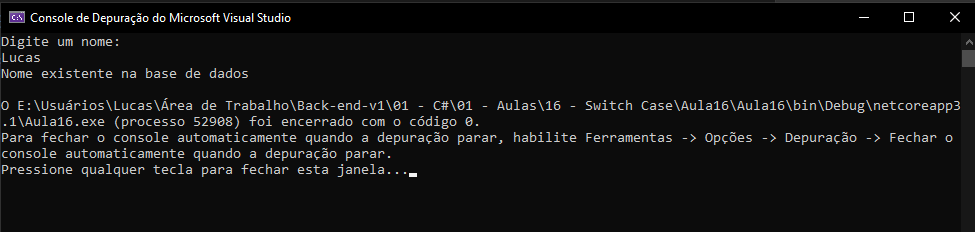 Console de Depuração do Microsoft Visual Studio
Digite um nome:
Lucas
Nome existente na base de dados
O E:\Usuários\Lucas\Área de Trabalho\Back-end-v1\01 - C#\01 - Aulas\16 - Switch Case\Aula16\Aula16\bin\Debug\netcoreapp3
.1\Aula16.exe (processo 52908) foi encerrado com o código 0.
Para fechar o console automaticamente quando a depuração parar, habilite Ferramentas -> Opções -> Depuração -> Fechar o
console automaticamente quando a depuração parar.
Pressione qualquer tecla para fechar esta janela...